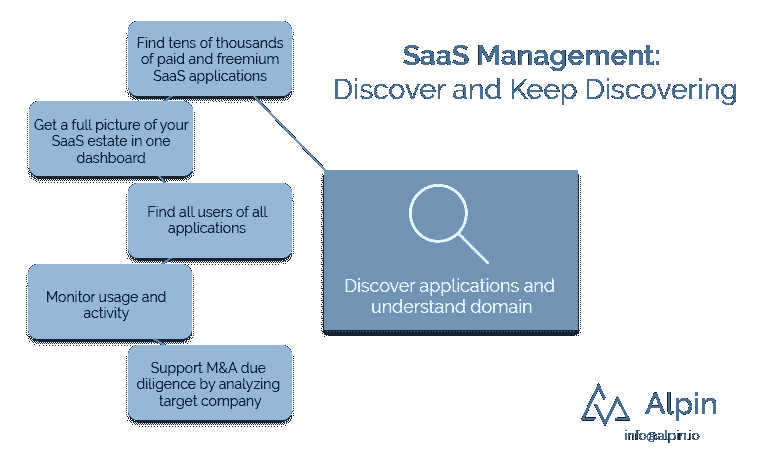 SaaS Management:
Discover and Keep Discovering
Find tens of thousands
of paid and freemium
SaaS applications
Get a full picture of your
SaaS estate in one
dashboard
Find all users of all
applications
Monitor usage and
activity
Support M&A due
diligence by analyzing
target company
Discover applications and
understand domain
Alpin
info@alpin.io